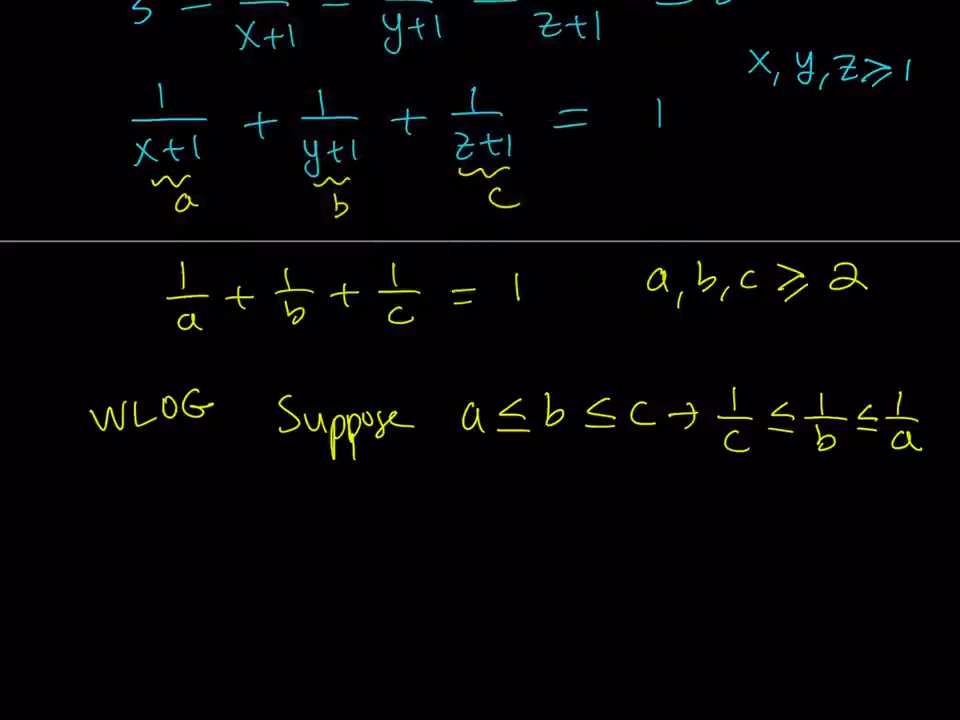 3 - x+1 - y+1 - z+1 = 
x, y, z ≥ 1
1/(x+1) + 1/(y+1) + 1/(z+1) = 1
a b c
1/a + 1/b + 1/c = 1 a, b, c ≥ 2
WLOG Suppose a ≤ b ≤ c → 1/c ≤ 1/b ≤ 1/a